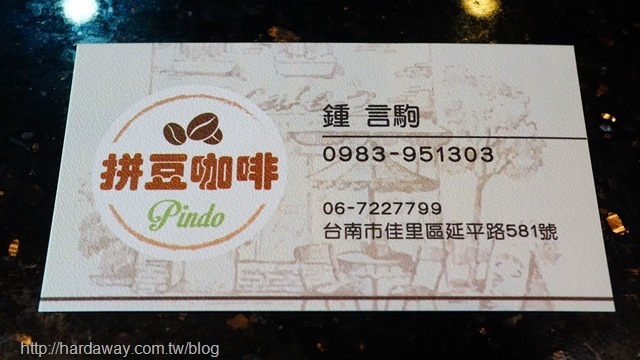 拼豆咖啡
Pindo
鍾 言駒
0983-951303
06-7227799
台南市佳里區延平路581號
http://hardaway.com.tw/blog